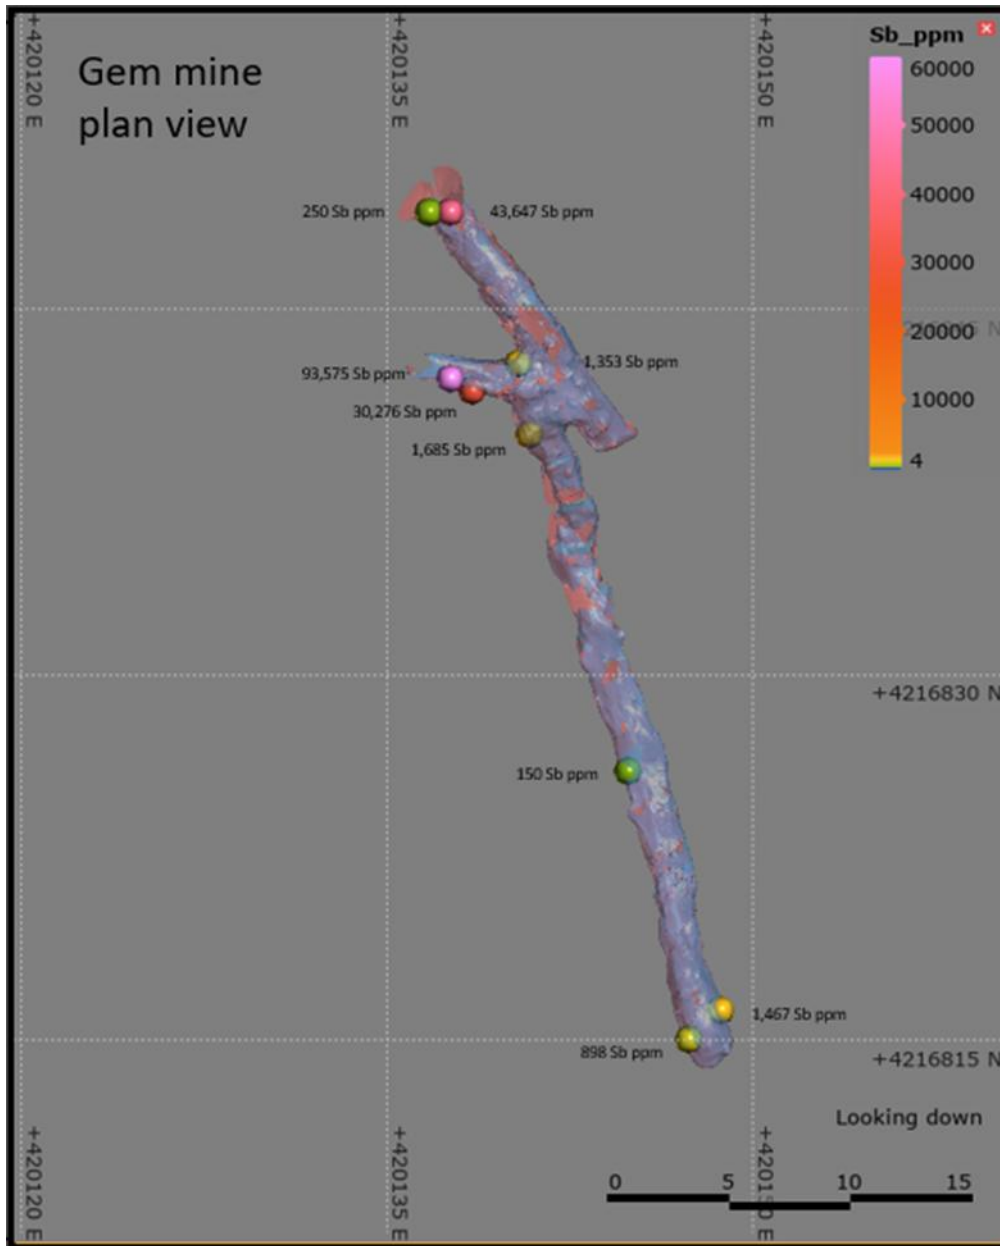 Gem mine
plan view
+420120 E
+420135 E
+420150 E
Sb_ppm
60000
50000
40000
30000
20000
10000
4
250 Sb ppm
43,647 Sb ppm
1,353 Sb ppm
93,575 Sb ppm
30,276 Sb ppm
1,685 Sb ppm
+4216830 N
150 Sb ppm
1,467 Sb ppm
898 Sb ppm
+4216815 N
Looking down
0 5 10 15
+420120 E
+420135 E
+420150 E